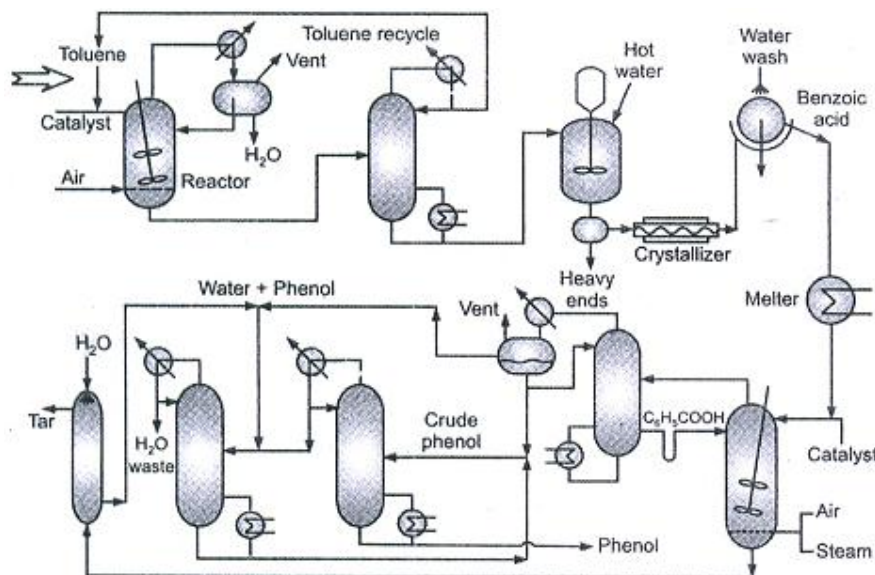 Toluene
Catalyst
Air
Reactor
Vent
H₂O
Toluene recycle
Hot
water
Heavy
ends
Crystallizer
Water
wash
Benzoic
acid
Melter
Water + Phenol
H₂O
Tar
H₂O
waste
Vent
Crude
phenol
C₆H₅COOH
Catalyst
Air
Steam
Phenol